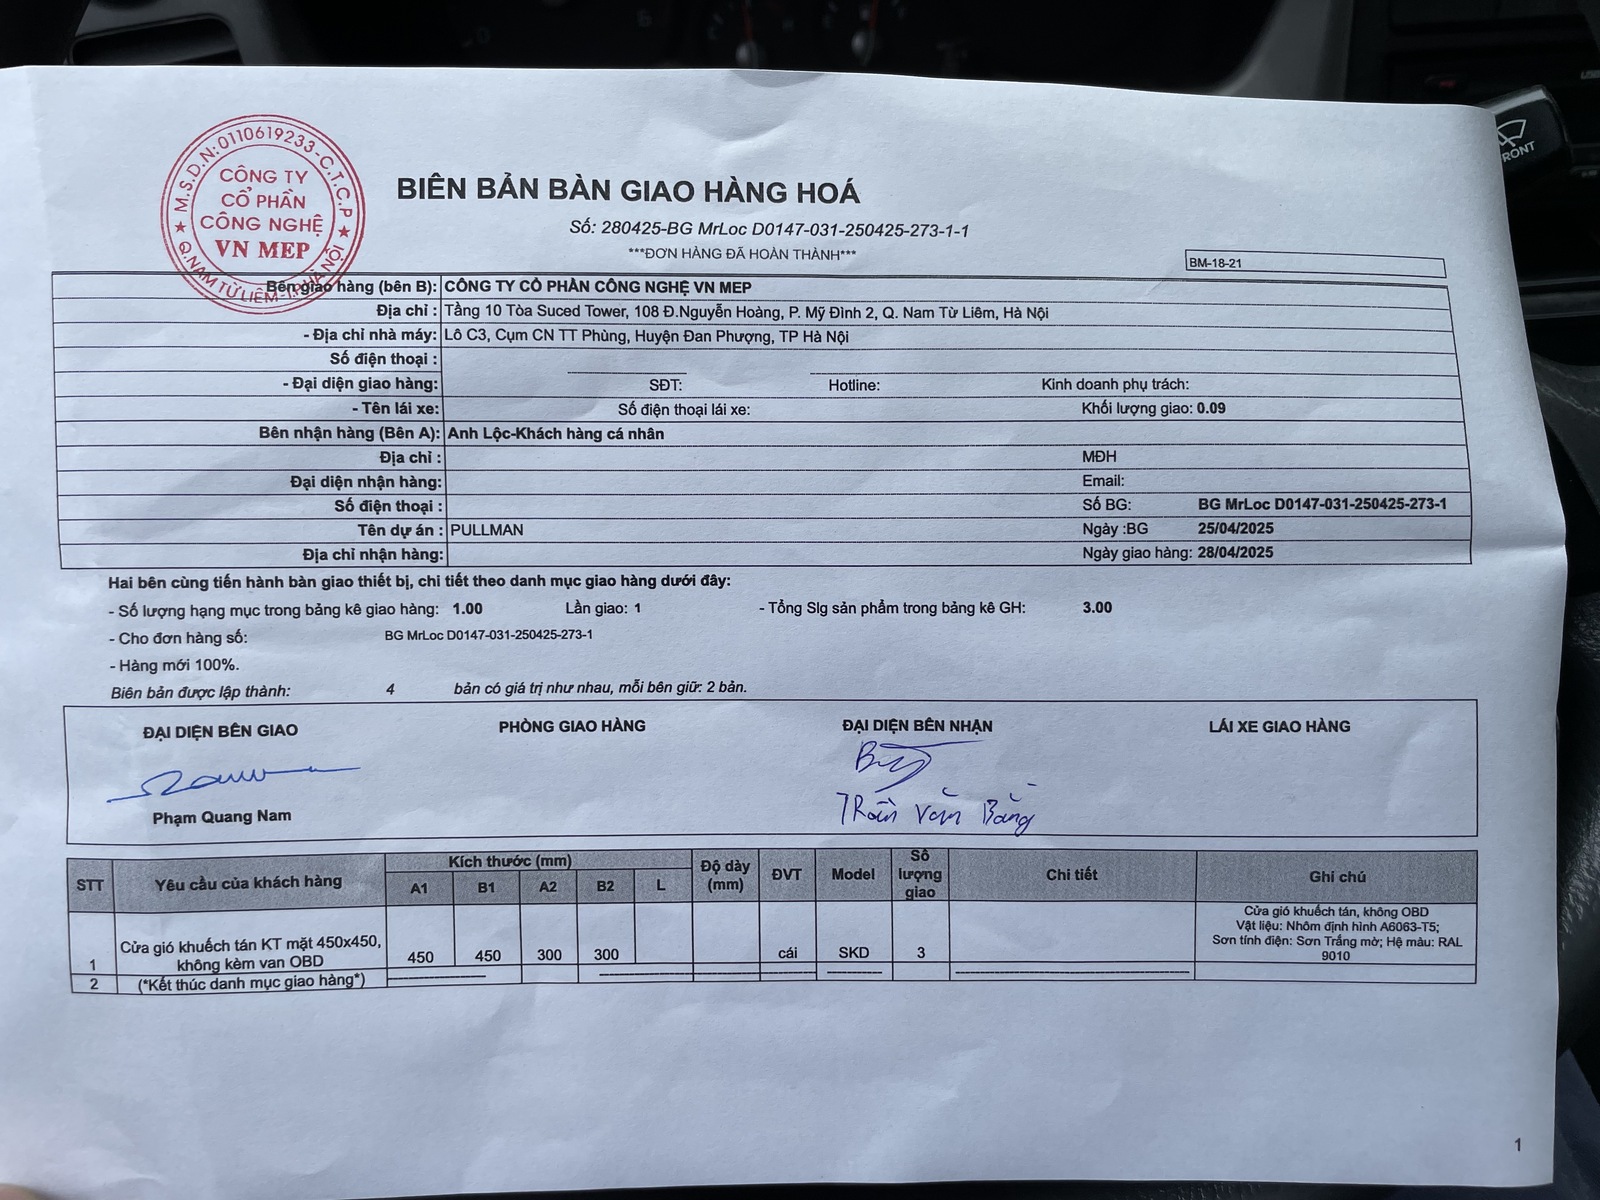 M.S.D.N:0110619233-C.T.C.P
CÔNG TY
CỔ PHẦN
CÔNG NGHỆ
VN MEP
Q.NAM TỪ LIÊM-T.P HÀ NỘI
BIÊN BẢN BÀN GIAO HÀNG HOÁ
Số: 280425-BG MrLoc D0147-031-250425-273-1-1
***ĐƠN HÀNG ĐÃ HOÀN THÀNH***
BM-18-21
Bên giao hàng (bên B): CÔNG TY CỔ PHẦN CÔNG NGHỆ VN MEP
Địa chỉ : Tầng 10 Tòa Suced Tower, 108 Đ.Nguyễn Hoàng, P. Mỹ Đình 2, Q. Nam Từ Liêm, Hà Nội
- Địa chỉ nhà máy: Lô C3, Cụm CN TT Phùng, Huyện Đan Phượng, TP Hà Nội
Số điện thoại :
- Đại diện giao hàng: SĐT: Hotline: Kinh doanh phụ trách:
- Tên lái xe: Số điện thoại lái xe: Khối lượng giao: 0.09
Bên nhận hàng (Bên A): Anh Lộc-Khách hàng cá nhân
Địa chỉ : MĐH
Đại diện nhận hàng: Email:
Số điện thoại : Số BG: BG MrLoc D0147-031-250425-273-1
Tên dự án : PULLMAN Ngày :BG 25/04/2025
Địa chỉ nhận hàng: Ngày giao hàng: 28/04/2025
Hai bên cùng tiến hành bàn giao thiết bị, chi tiết theo danh mục giao hàng dưới đây:
- Số lượng hạng mục trong bảng kê giao hàng: 1.00 Lần giao: 1 - Tổng Slg sản phẩm trong bảng kê GH: 3.00
- Cho đơn hàng số: BG MrLoc D0147-031-250425-273-1
- Hàng mới 100%.
Biên bản được lập thành: 4 bản có giá trị như nhau, mỗi bên giữ: 2 bản.
ĐẠI DIỆN BÊN GIAO PHÒNG GIAO HÀNG ĐẠI DIỆN BÊN NHẬN LÁI XE GIAO HÀNG
Phạm Quang Nam Trần Văn Bằng
STT Yêu cầu của khách hàng Kích thước (mm) Độ dày (mm) ĐVT Model Số lượng giao Chi tiết Ghi chú
A1 B1 A2 B2 L
1 Cửa gió khuếch tán KT mặt 450x450, không kèm van OBD 450 450 300 300 cái SKD 3 Cửa gió khuếch tán, không OBD
Vật liệu: Nhôm định hình A6063-T5;
Sơn tính điện: Sơn Trắng mờ; Hệ màu: RAL
9010
2 (*Kết thúc danh mục giao hàng*)
1
FRONT